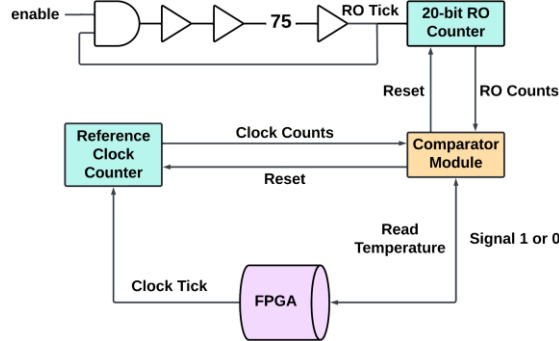 enable
75
RO Tick
20-bit RO
Counter
Reset
RO Counts
Reference
Clock
Counter
Clock Counts
Reset
Comparator
Module
Read
Temperature
Signal 1 or 0
Clock Tick
FPGA